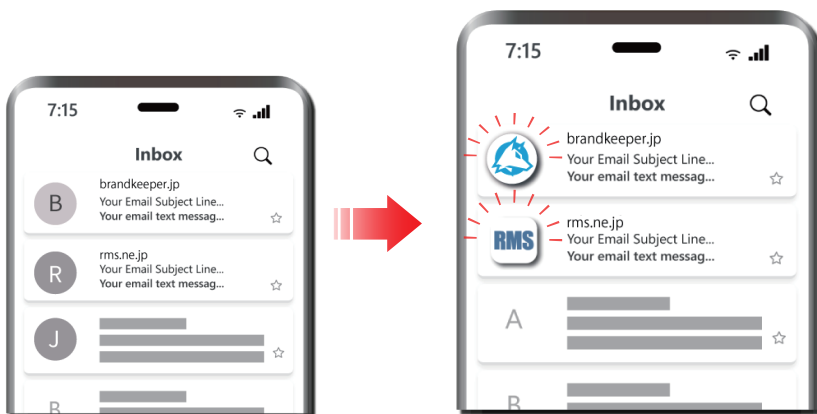 7:15
Inbox
B
brandkeeper.jp
Your Email Subject Line...
Your email text messag...
R
rms.ne.jp
Your Email Subject Line...
Your email text messag...
J
B
7:15
Inbox
brandkeeper.jp
Your Email Subject Line...
Your email text messag...
RMS
rms.ne.jp
Your Email Subject Line...
Your email text messag...
A
B